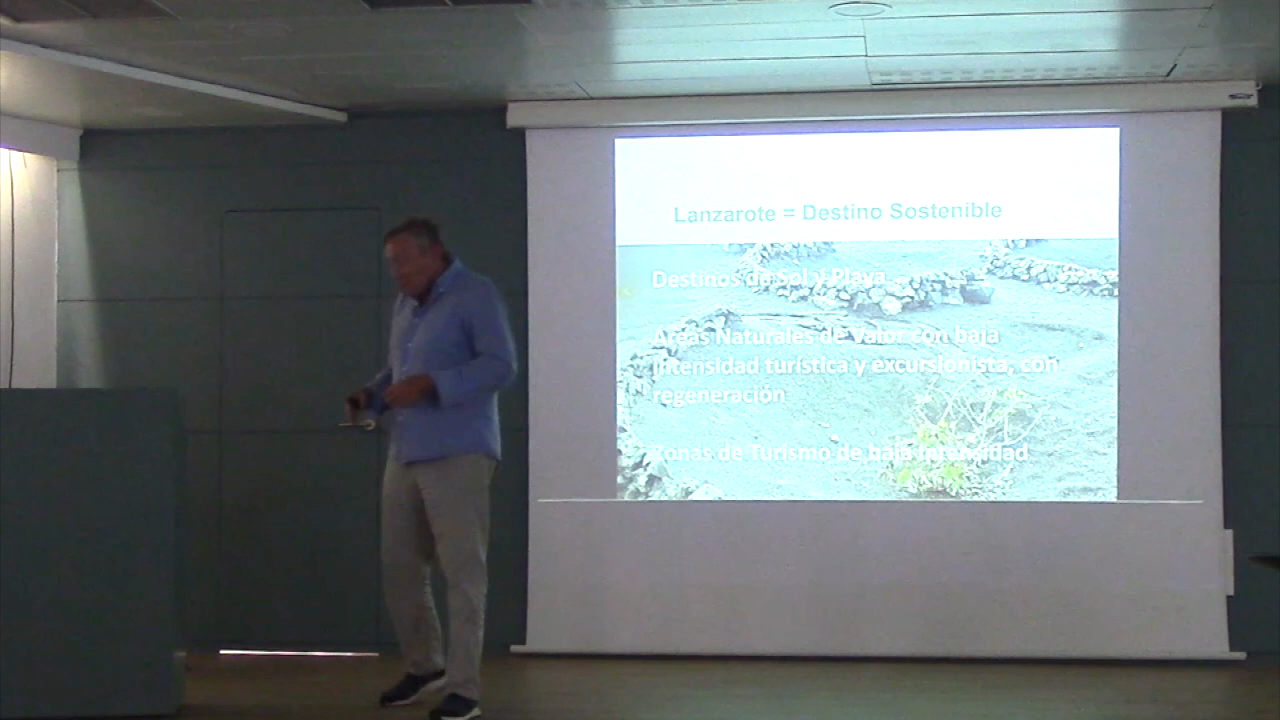 Lanzarote = Destino Sostenible
Destinos de Sol y Playa
Areas Naturales de Valor con baja
intensidad turística y excursionista, con
regeneración
Zonas de Turismo de baja intensidad